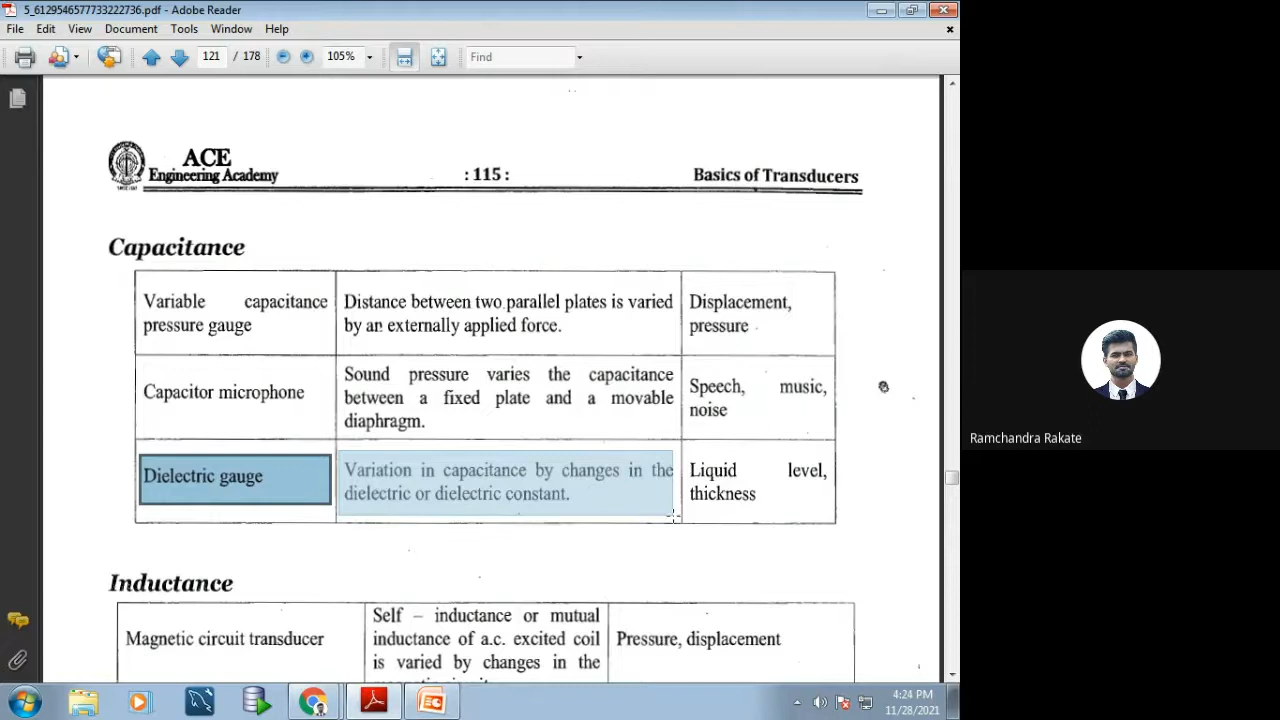 5_6129546577733222736.pdf - Adobe Reader
File Edit View Document Tools Window Help
121 / 178 105% Find
ACE
Engineering Academy : 115 : Basics of Transducers
Capacitance
Variable capacitance
pressure gauge
Distance between two parallel plates is varied
by an externally applied force.
Displacement,
pressure
Capacitor microphone
Sound pressure varies the capacitance
between a fixed plate and a movable
diaphragm.
Speech, music,
noise
Dielectric gauge
Variation in capacitance by changes in the
dielectric or dielectric constant.
Liquid level,
thickness
Inductance
Magnetic circuit transducer
Self – inductance or mutual
inductance of a.c. excited coil
is varied by changes in the
Pressure, displacement
Ramchandra Rakate
4:24 PM
11/28/2021